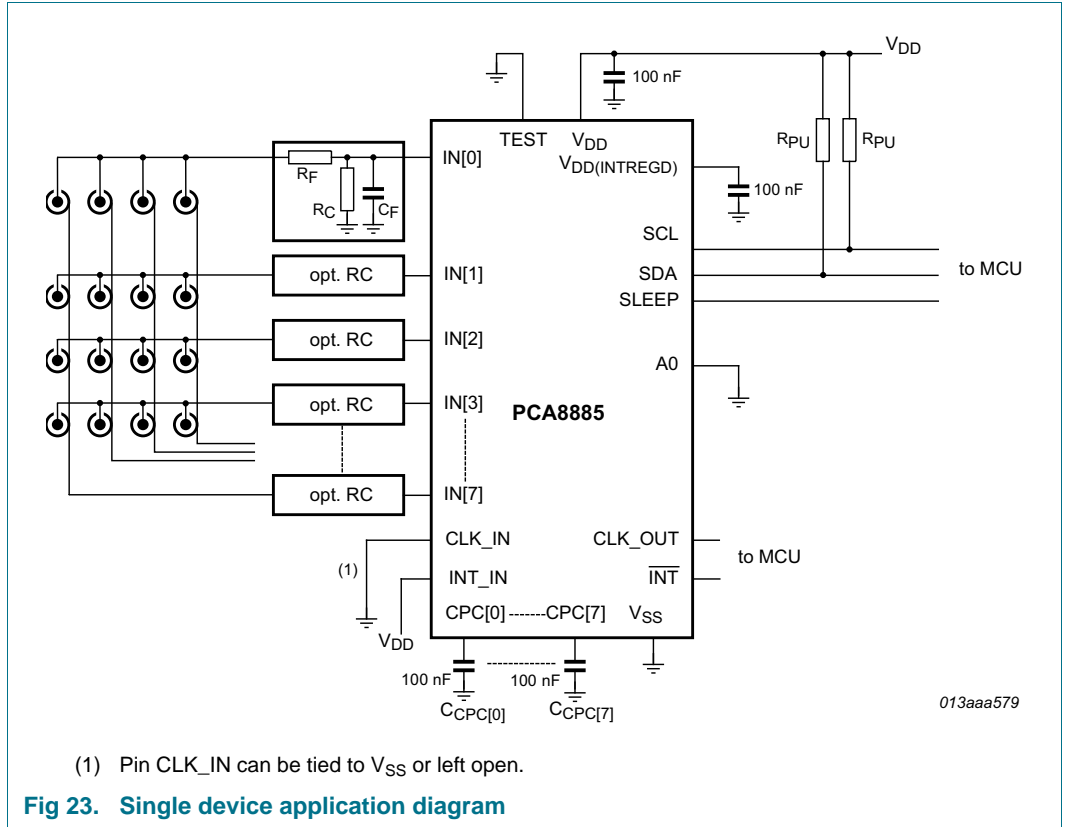 VDD
100 nF
TEST
VDD
RPU
RPU
IN[0]
VDD(INTREGD)
RF
RC
CF
100 nF
SCL
opt. RC
IN[1]
SDA
to MCU
SLEEP
opt. RC
IN[2]
A0
opt. RC
IN[3]
PCA8885
opt. RC
IN[7]
CLK_IN
CLK_OUT
(1)
to MCU
INT_IN
INT
CPC[0]
CPC[7]
VSS
VDD
100 nF
100 nF
CCPC[0]
CCPC[7]
013aaa579
(1) Pin CLK_IN can be tied to VSS or left open.
Fig 23. Single device application diagram